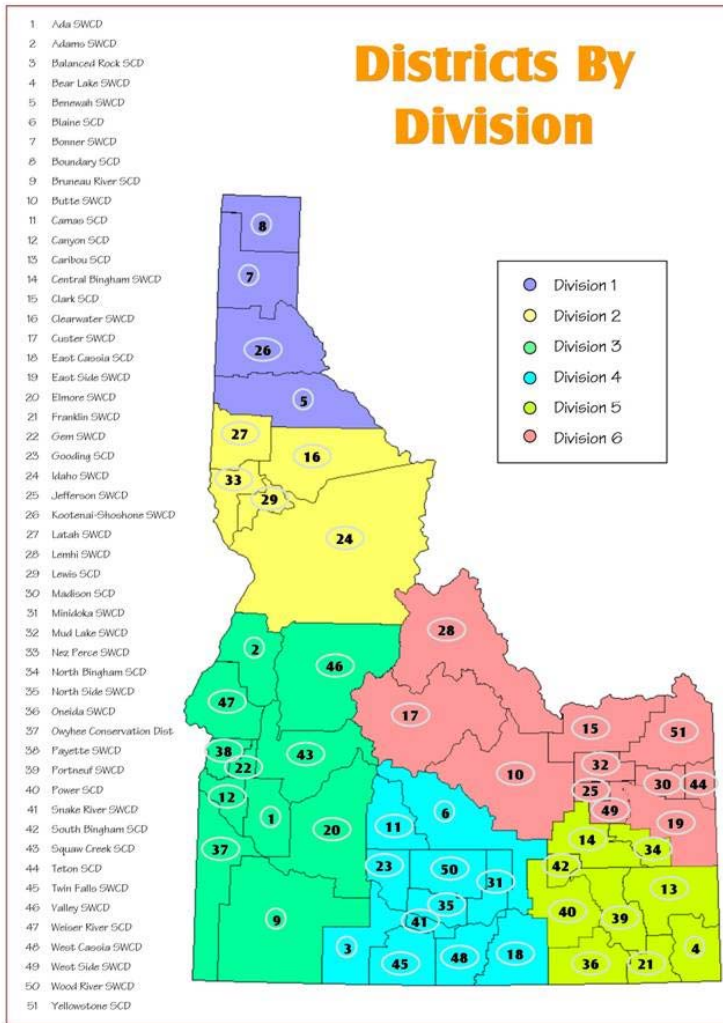 Districts By
Division
1 Ada SWCD
2 Adams SWCD
3 Balanced Rock SCD
4 Bear Lake SWCD
5 Benewah SWCD
6 Blaine SCD
7 Bonner SWCD
8 Boundary SCD
9 Bruneau River SCD
10 Butte SWCD
11 Camas SCD
12 Canyon SCD
13 Caribou SCD
14 Central Bingham SWCD
15 Clark SCD
16 Clearwater SWCD
17 Custer SWCD
18 East Cassia SCD
19 East Side SWCD
20 Elmore SWCD
21 Franklin SWCD
22 Gem SWCD
23 Gooding SCD
24 Idaho SWCD
25 Jefferson SWCD
26 Kootenai-Shoshone SWCD
27 Latah SWCD
28 Lemhi SWCD
29 Lewis SCD
30 Madison SCD
31 Minidoka SWCD
32 Mud Lake SWCD
33 Nez Perce SWCD
34 North Bingham SCD
35 North Side SWCD
36 Oneida SWCD
37 Owyhee Conservation Dist
38 Payette SWCD
39 Portneuf SWCD
40 Power SCD
41 Snake River SWCD
42 South Bingham SCD
43 Squaw Creek SCD
44 Teton SCD
45 Twin Falls SWCD
46 Valley SWCD
47 Weiser River SCD
48 West Cassia SWCD
49 West Side SWCD
50 Wood River SWCD
51 Yellowstone SCD
Division 1
Division 2
Division 3
Division 4
Division 5
Division 6
8
7
26
5
27
16
33
29
24
2
28
46
47
17
15
51
38
43
32
22
10
25
30
44
12
49
1
11
6
19
20
14
37
34
23
50
42
31
13
35
40
39
9
41
3
45
48
18
36
21
4